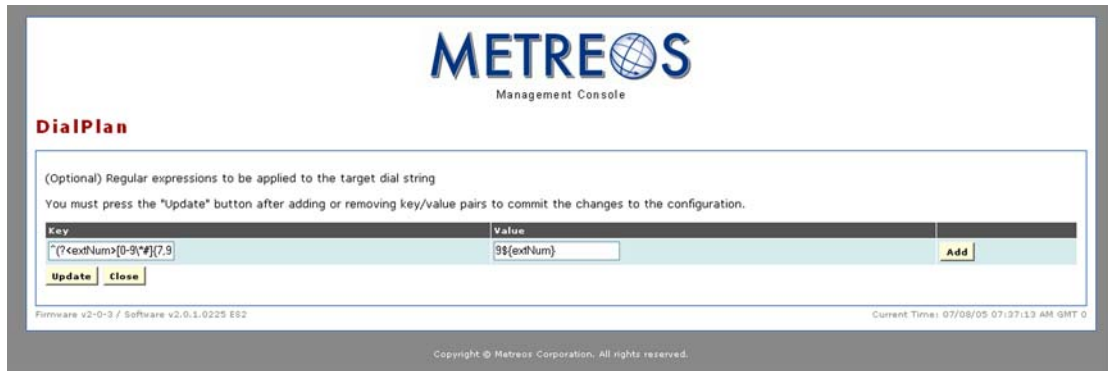 METREOS
Management Console
DialPlan
(Optional) Regular expressions to be applied to the target dial string
You must press the "Update" button after adding or removing key/value pairs to commit the changes to the configuration.
Key Value
^(?<extNum>[0-9\*#]{7,9 9${extNum} Add
Update Close
Firmware v2-0-3 / Software v2.0.1.0225 ES2 Current Time: 07/08/05 07:37:13 AM GMT 0
Copyright © Metreos Corporation. All rights reserved.